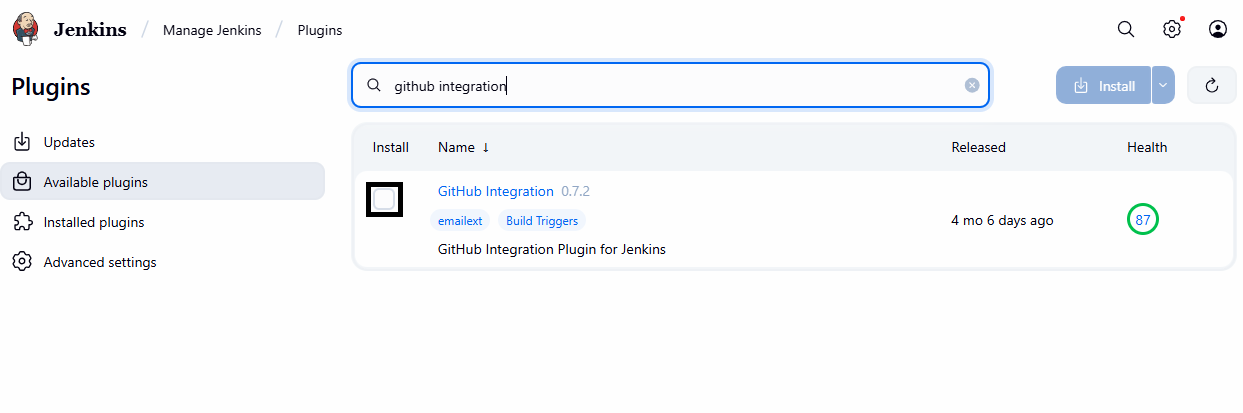 Jenkins / Manage Jenkins / Plugins
Plugins
github integration
Install
Updates
Available plugins
Installed plugins
Advanced settings
Install Name ↓ Released Health
GitHub Integration 0.7.2
emailext Build Triggers
4 mo 6 days ago
87
GitHub Integration Plugin for Jenkins